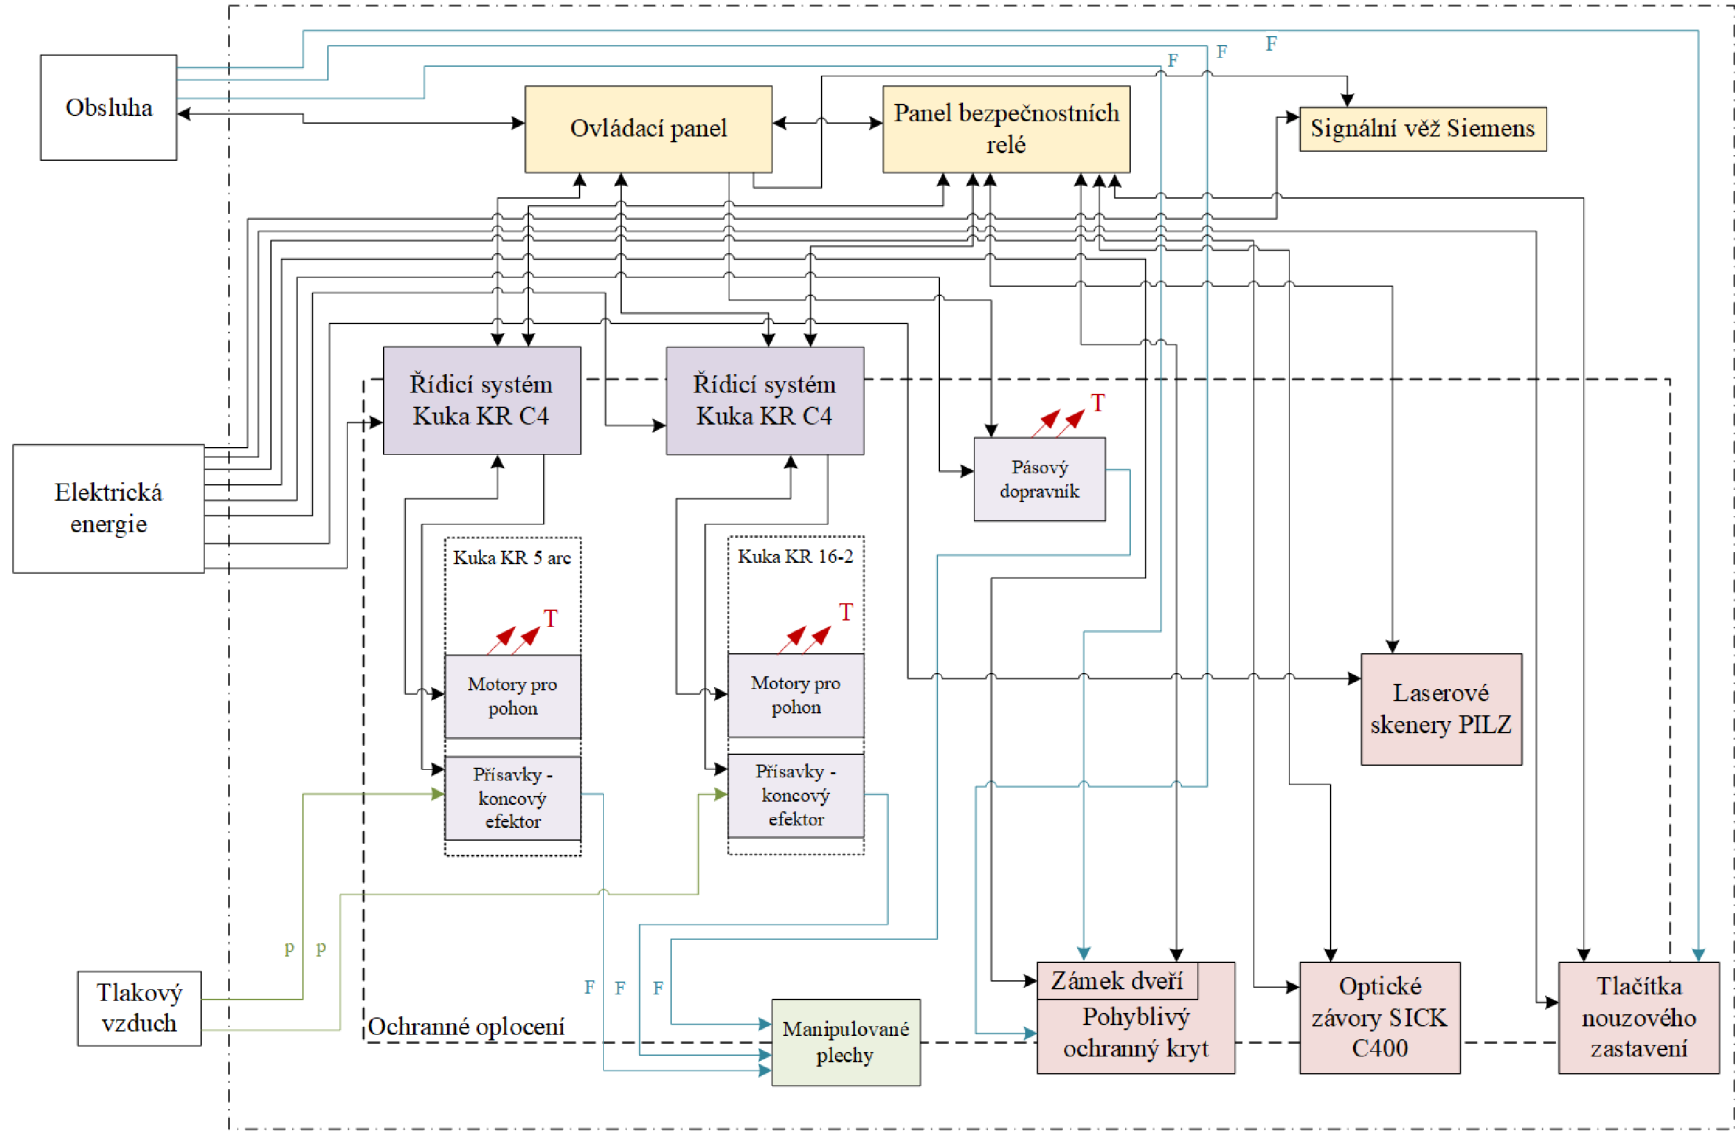 F
F
F
Obsluha
Ovládací panel
Panel bezpečnostních
relé
Signální věž Siemens
Řídicí systém
Kuka KR C4
Řídicí systém
Kuka KR C4
T
Pásový
dopravník
Elektrická
energie
Kuka KR 5 arc
Kuka KR 16-2
T
T
Motory pro
pohon
Motory pro
pohon
Laserové
skenery PILZ
Přísavky -
koncový
efektor
Přísavky -
koncový
efektor
p
p
F
F
F
Tlakový
vzduch
Ochranné oplocení
Manipulované
plechy
Zámek dveří
Pohyblivý
ochranný kryt
Optické
závory SICK
C400
Tlačítka
nouzového
zastavení